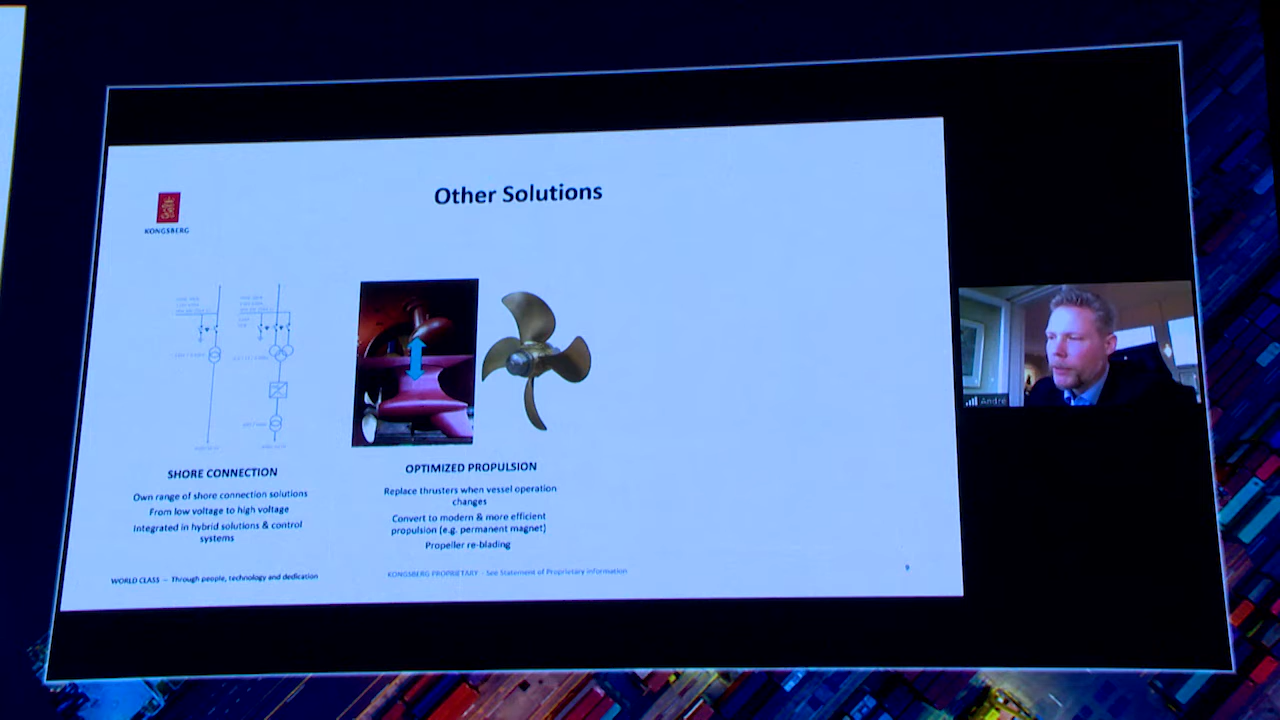 Other Solutions
KONGSBERG
SHORE CONNECTION
Own range of shore connection solutions
From low voltage to high voltage
Integrated in hybrid solutions & control
systems
OPTIMIZED PROPULSION
Replace thrusters when vessel operation
changes
Convert to modern & more efficient
propulsion (e.g. permanent magnet)
Propeller re-blading
WORLD CLASS – Through people, technology and dedication
KONGSBERG PROPRIETARY - See Statement of Proprietary information
9
André